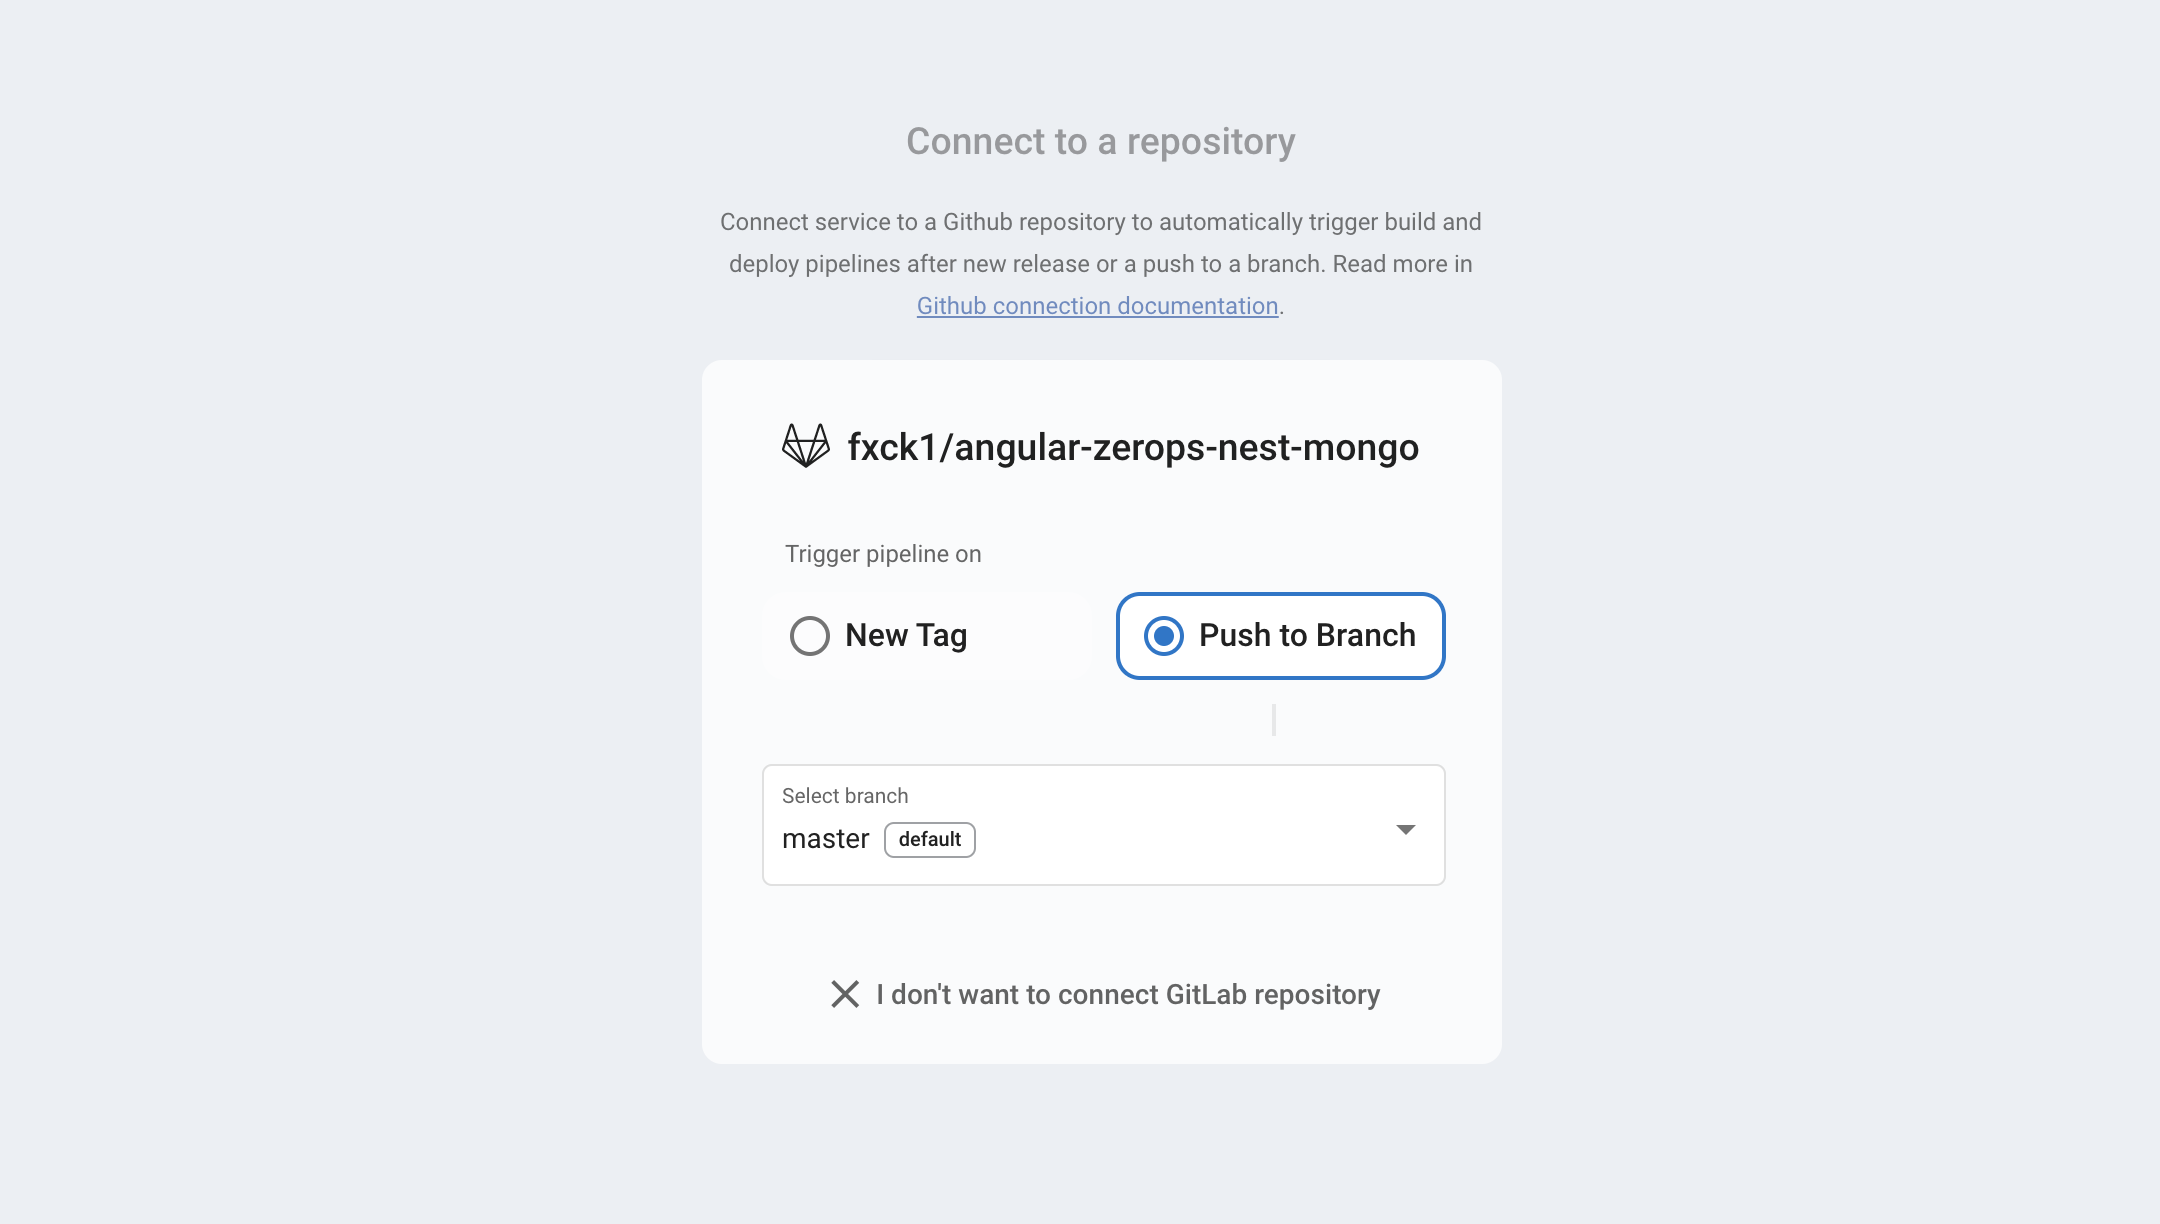 Connect to a repository
Connect service to a Github repository to automatically trigger build and
deploy pipelines after new release or a push to a branch. Read more in
Github connection documentation.
fxck1/angular-zerops-nest-mongo
Trigger pipeline on
New Tag
Push to Branch
Select branch
master default
I don't want to connect GitLab repository